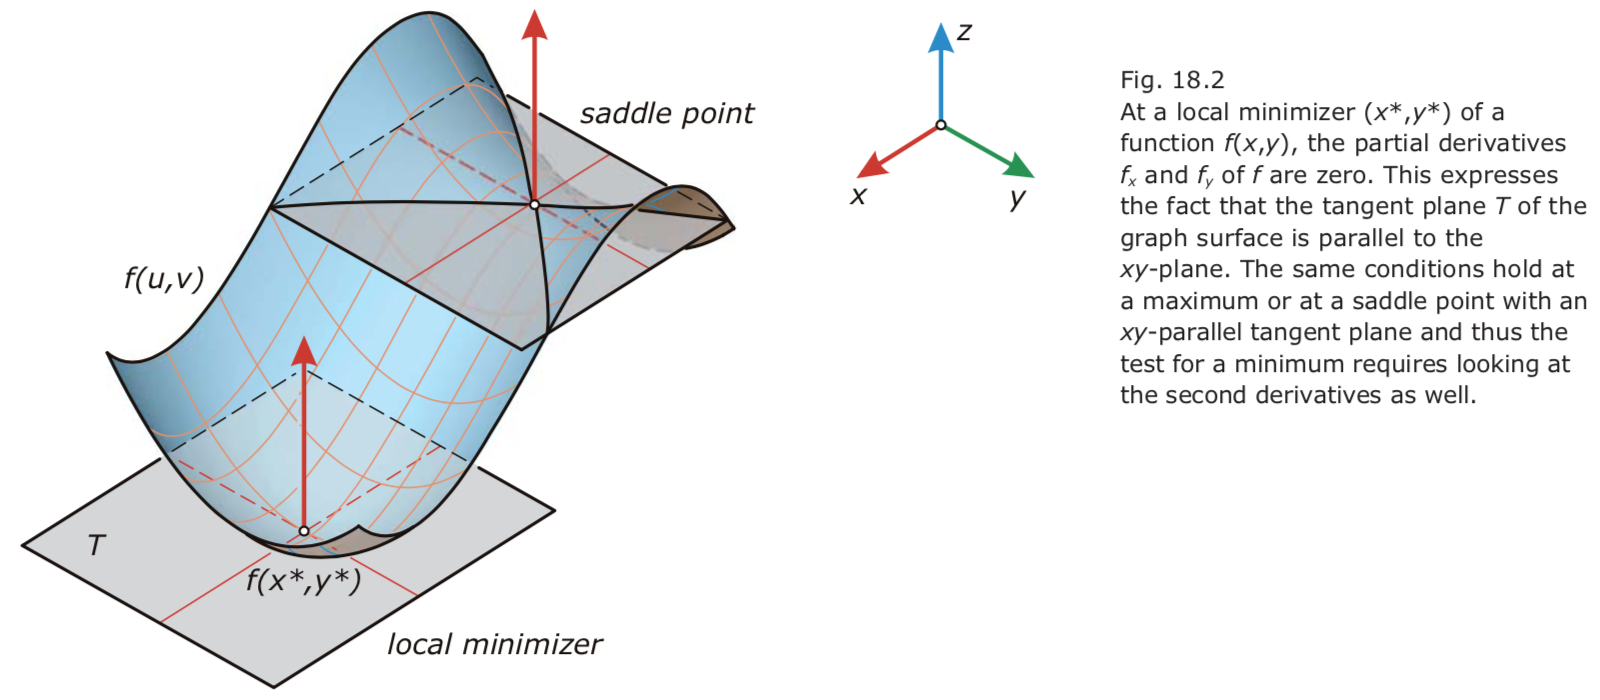 saddle point
z
x
y
f(u,v)
T
f(x*,y*)
local minimizer
Fig. 18.2
At a local minimizer (x*,y*) of a
function f(x,y), the partial derivatives
fx and fy of f are zero. This expresses
the fact that the tangent plane T of the
graph surface is parallel to the
xy-plane. The same conditions hold at
a maximum or at a saddle point with an
xy-parallel tangent plane and thus the
test for a minimum requires looking at
the second derivatives as well.